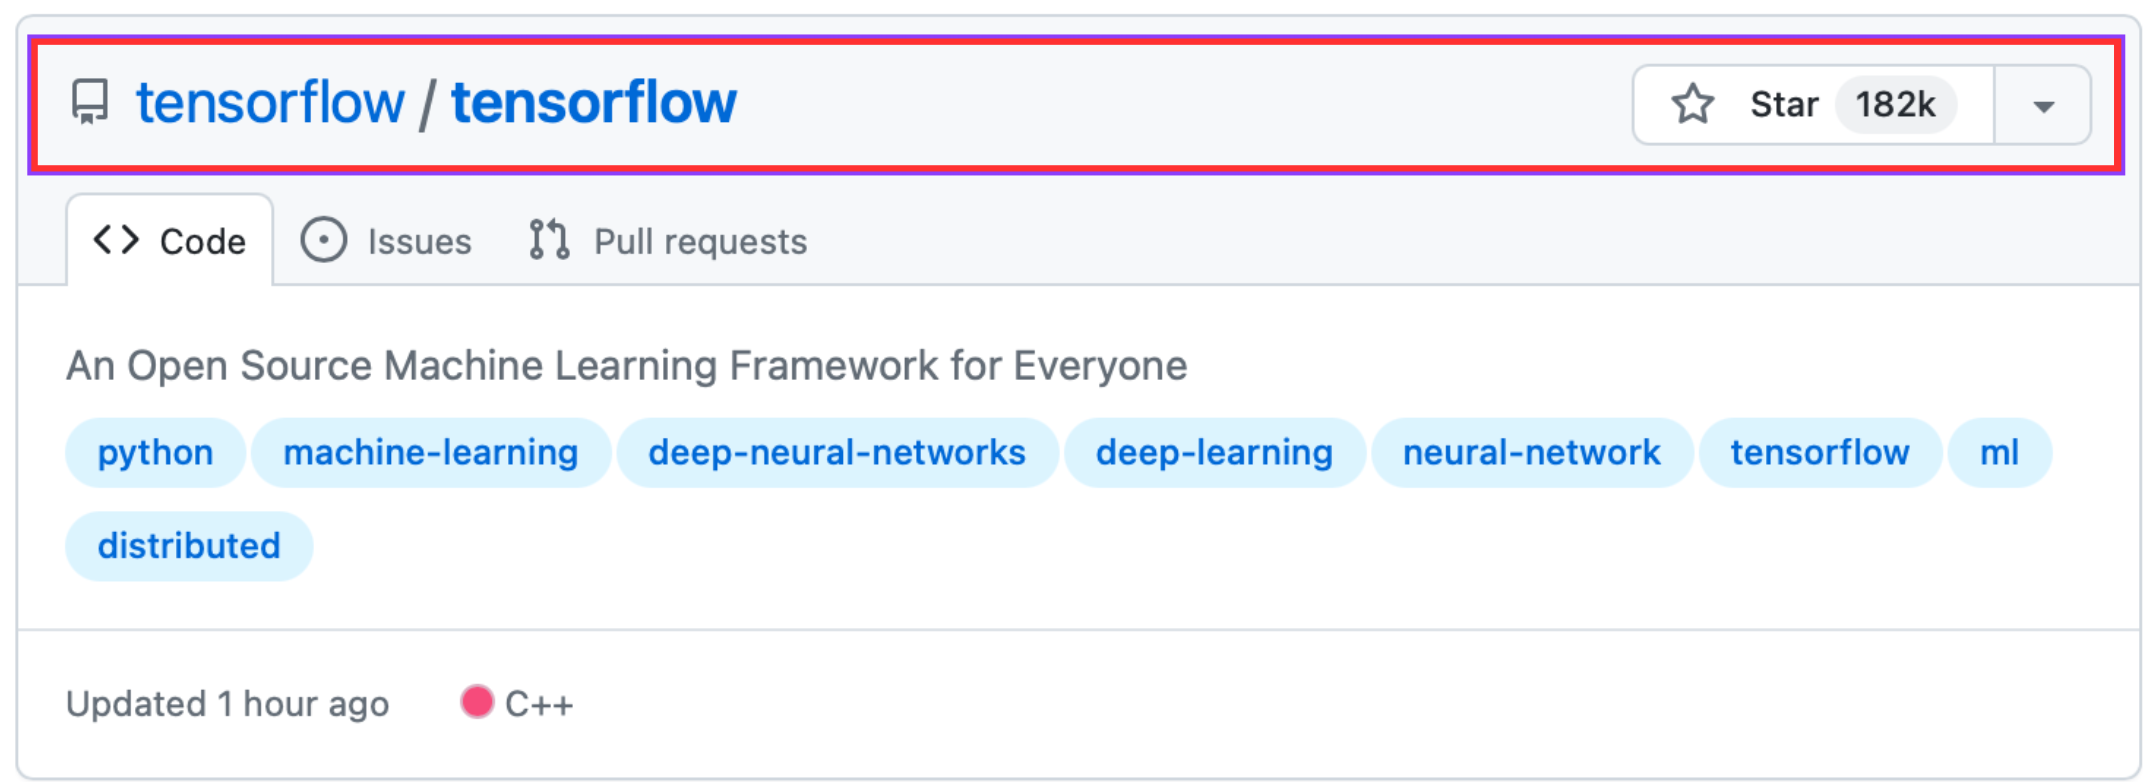 tensorflow / tensorflow Star 182k
Code Issues Pull requests
An Open Source Machine Learning Framework for Everyone
python machine-learning deep-neural-networks deep-learning neural-network tensorflow ml
distributed
Updated 1 hour ago C++